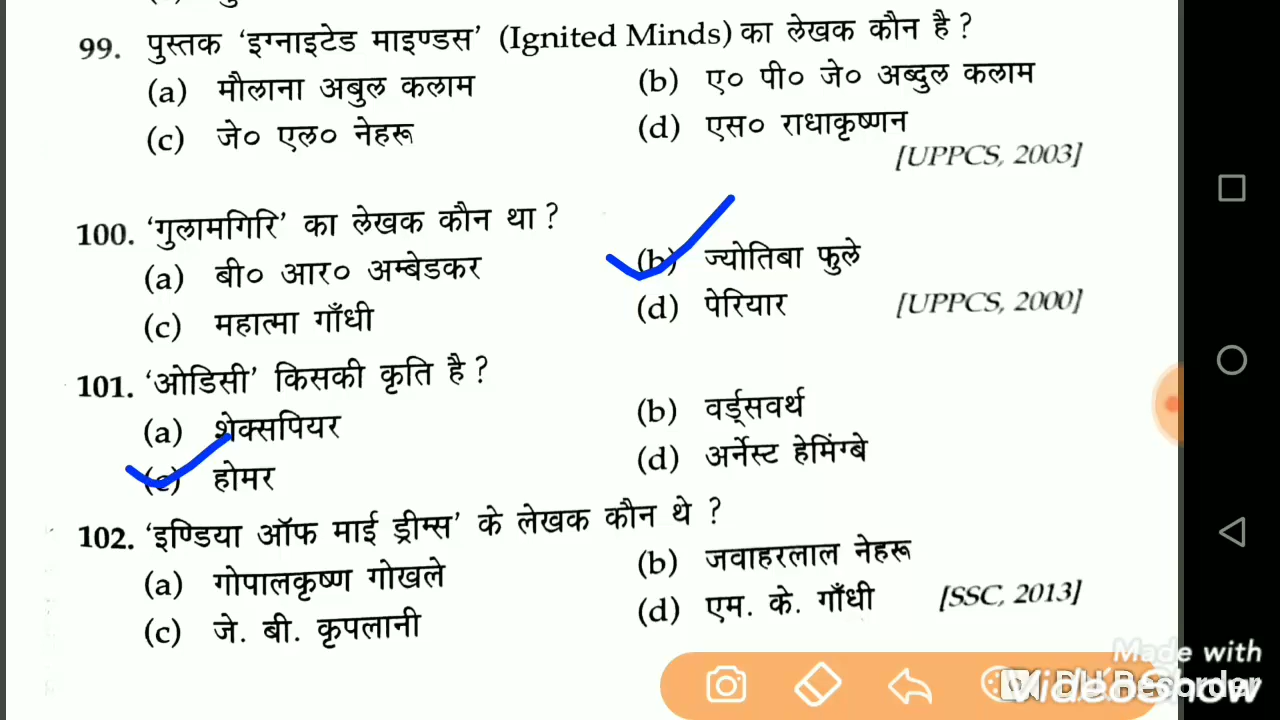 99. पुस्तक 'इग्नाइटेड माइण्डस' (Ignited Minds) का लेखक कौन है ?
(a) मौलाना अबुल कलाम (b) ए० पी० जे० अब्दुल कलाम
(c) जे० एल० नेहरू (d) एस० राधाकृष्णन
[UPPCS, 2003]
100. 'गुलामगिरि' का लेखक कौन था ?
(a) बी० आर० अम्बेडकर (b) ज्योतिबा फुले
(c) महात्मा गाँधी (d) पेरियार [UPPCS, 2000]
101. 'ओडिसी' किसकी कृति है ?
(a) शेक्सपियर (b) वर्ड्सवर्थ
(c) होमर (d) अर्नेस्ट हेमिंग्बे
102. 'इण्डिया ऑफ माई ड्रीम्स' के लेखक कौन थे ?
(a) गोपालकृष्ण गोखले (b) जवाहरलाल नेहरू
(c) जे. बी. कृपलानी (d) एम. के. गाँधी [SSC, 2013]
Made with
VideoShow